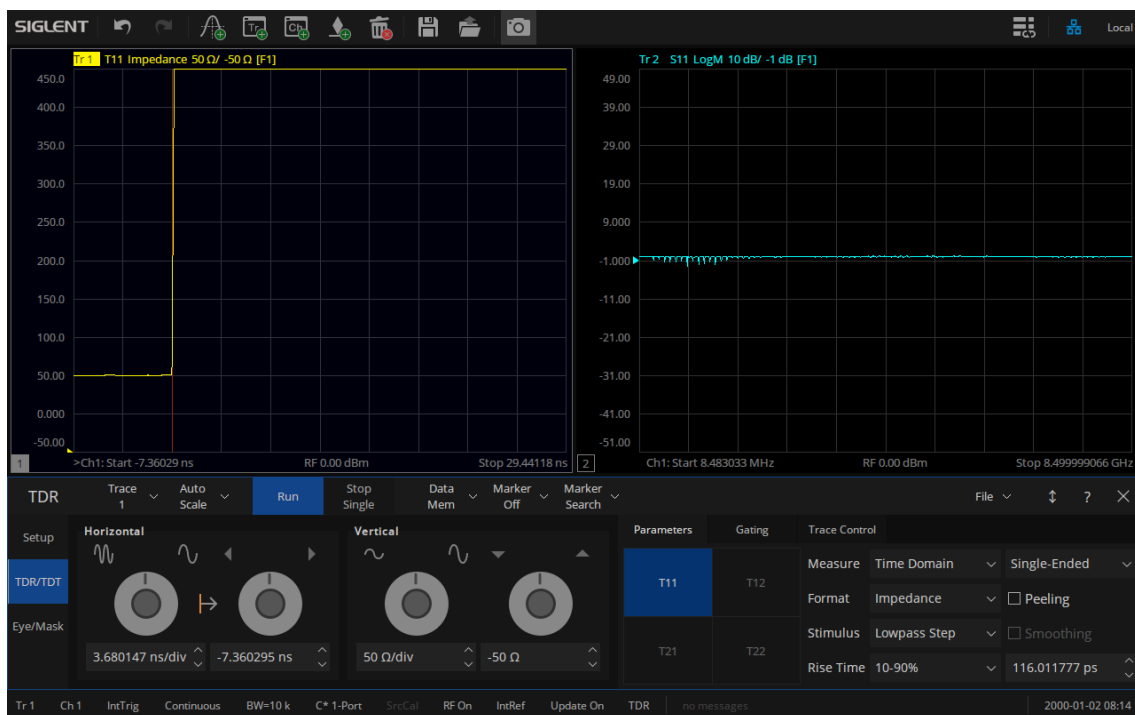 SIGLENT Tr Ch Local
Tr 1 T11 Impedance 50 Ω/ -50 Ω [F1]
450.0
400.0
350.0
300.0
250.0
200.0
150.0
100.0
50.00
0.000
-50.00
1 >Ch1: Start -7.36029 ns RF 0.00 dBm Stop 29.44118 ns
Tr 2 S11 LogM 10 dB/ -1 dB [F1]
49.00
39.00
29.00
19.00
9.000
-1.000
-11.00
-21.00
-31.00
-41.00
-51.00
2 Ch1: Start 8.483033 MHz RF 0.00 dBm Stop 8.499999066 GHz
TDR Trace 1 Auto Scale Run Stop Single Data Mem Marker Off Marker Search File ?
Setup
TDR/TDT
Eye/Mask
Horizontal
3.680147 ns/div -7.360295 ns
Vertical
50 Ω/div -50 Ω
Parameters Gating Trace Control
T11 T12
T21 T22
Measure Time Domain Single-Ended
Format Impedance Peeling
Stimulus Lowpass Step Smoothing
Rise Time 10-90% 116.011777 ps
Tr 1 Ch 1 IntTrig Continuous BW=10 k C* 1-Port SrcCal RF On IntRef Update On TDR no messages 2000-01-02 08:14